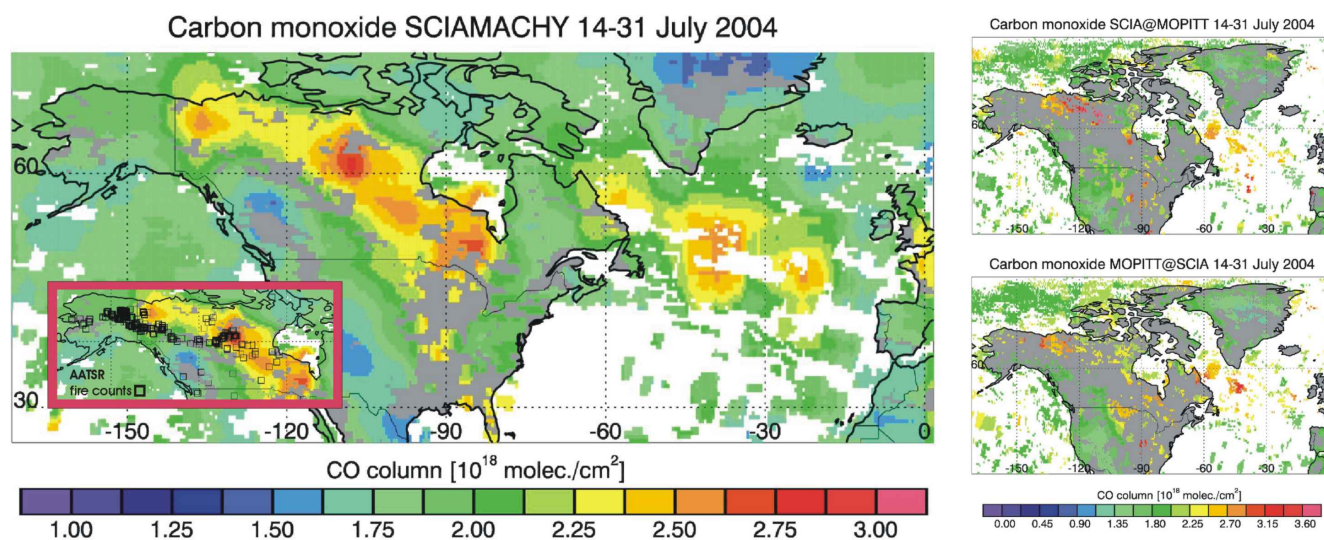 Carbon monoxide SCIAMACHY 14-31 July 2004
60
30
-150 -120 -90 -60 -30 0
AATSR
fire counts
CO column [10¹⁸ molec./cm²]
1.00 1.25 1.50 1.75 2.00 2.25 2.50 2.75 3.00
Carbon monoxide SCIA@MOPITT 14-31 July 2004
60
-150 -120 -90 -60 -30
Carbon monoxide MOPITT@SCIA 14-31 July 2004
60
-150 -120 -90 -60 -30
CO column [10¹⁸ molec./cm²]
0.00 0.45 0.90 1.35 1.80 2.25 2.70 3.15 3.60